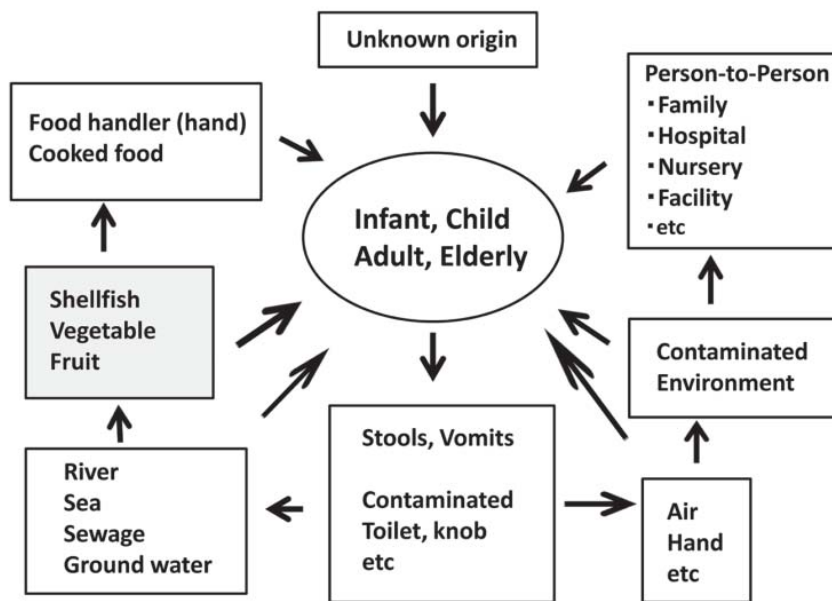 Unknown origin
Food handler (hand)
Cooked food
Person-to-Person
・Family
・Hospital
・Nursery
・Facility
・etc
Infant, Child
Adult, Elderly
Shellfish
Vegetable
Fruit
Contaminated
Environment
River
Sea
Sewage
Ground water
Stools, Vomits
Contaminated
Toilet, knob
etc
Air
Hand
etc